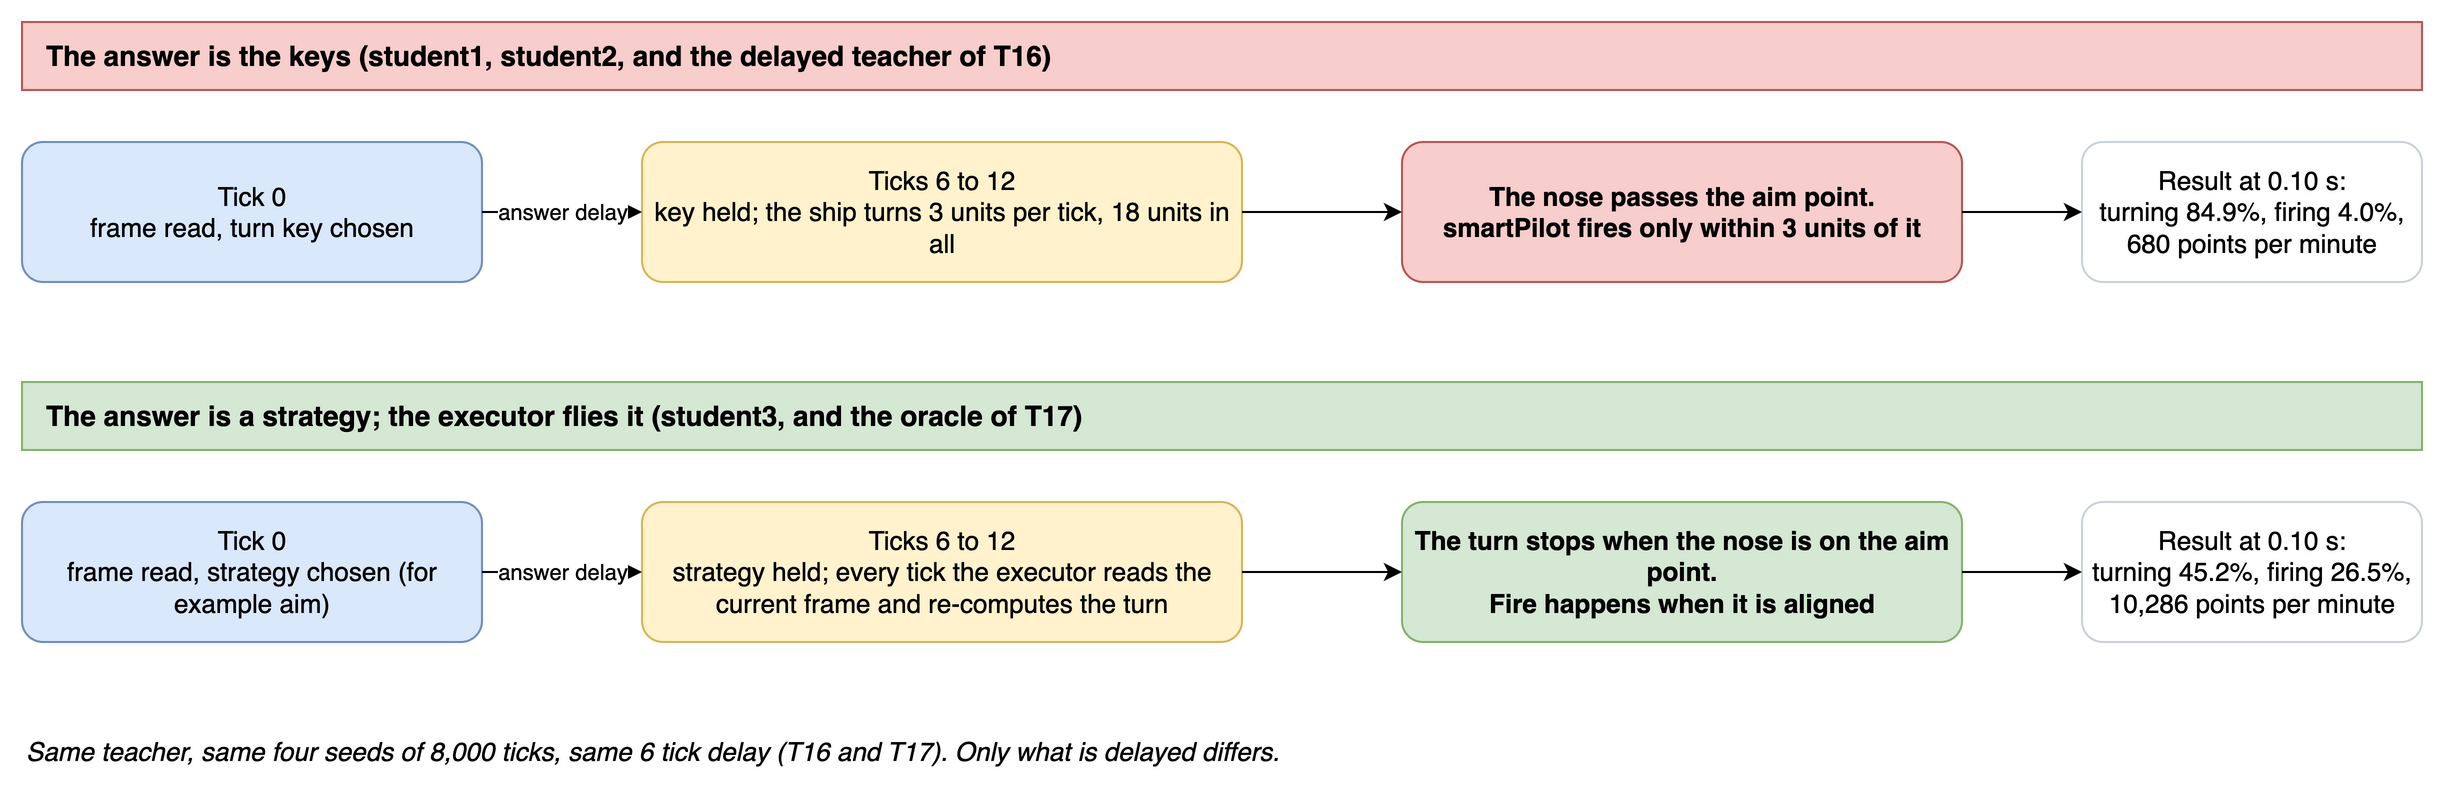 The answer is the keys (student1, student2, and the delayed teacher of T16)
Tick 0
frame read, turn key chosen
answer delay
Ticks 6 to 12
key held; the ship turns 3 units per tick, 18 units in
all
The nose passes the aim point.
smartPilot fires only within 3 units of it
Result at 0.10 s:
turning 84.9%, firing 4.0%,
680 points per minute
The answer is a strategy; the executor flies it (student3, and the oracle of T17)
Tick 0
frame read, strategy chosen (for
example aim)
answer delay
Ticks 6 to 12
strategy held; every tick the executor reads the
current frame and re-computes the turn
The turn stops when the nose is on the aim
point.
Fire happens when it is aligned
Result at 0.10 s:
turning 45.2%, firing 26.5%,
10,286 points per minute
Same teacher, same four seeds of 8,000 ticks, same 6 tick delay (T16 and T17). Only what is delayed differs.